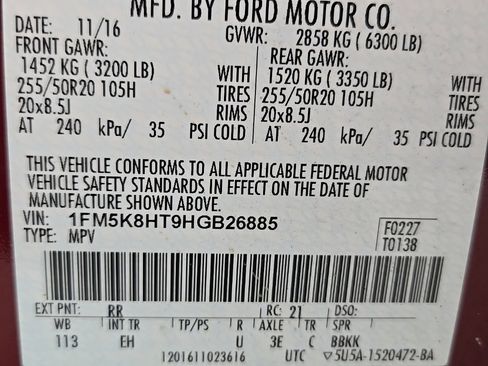 MFD. BY FORD MOTOR CO.
DATE: 11/16 GVWR: 2858 KG ( 6300 LB)
FRONT GAWR: REAR GAWR:
1452 KG ( 3200 LB) WITH 1520 KG ( 3350 LB) WITH
255/50R20 105H TIRES 255/50R20 105H TIRES
20x8.5J RIMS 20x8.5J RIMS
AT 240 kPa/ 35 PSI COLD AT 240 kPa/ 35 PSI COLD
THIS VEHICLE CONFORMS TO ALL APPLICABLE FEDERAL MOTOR
VEHICLE SAFETY STANDARDS IN EFFECT ON THE DATE OF
MANUFACTURE SHOWN ABOVE.
VIN: 1FM5K8HT9HGB26885 F0227
TYPE: MPV T0138
EXT PNT: RR RC: 21 DSO:
WB INT TR TP/PS R AXLE TR SPR
113 EH U 3E C BBKK
1201611023616 UTC ▽5U5A-1520472-BA